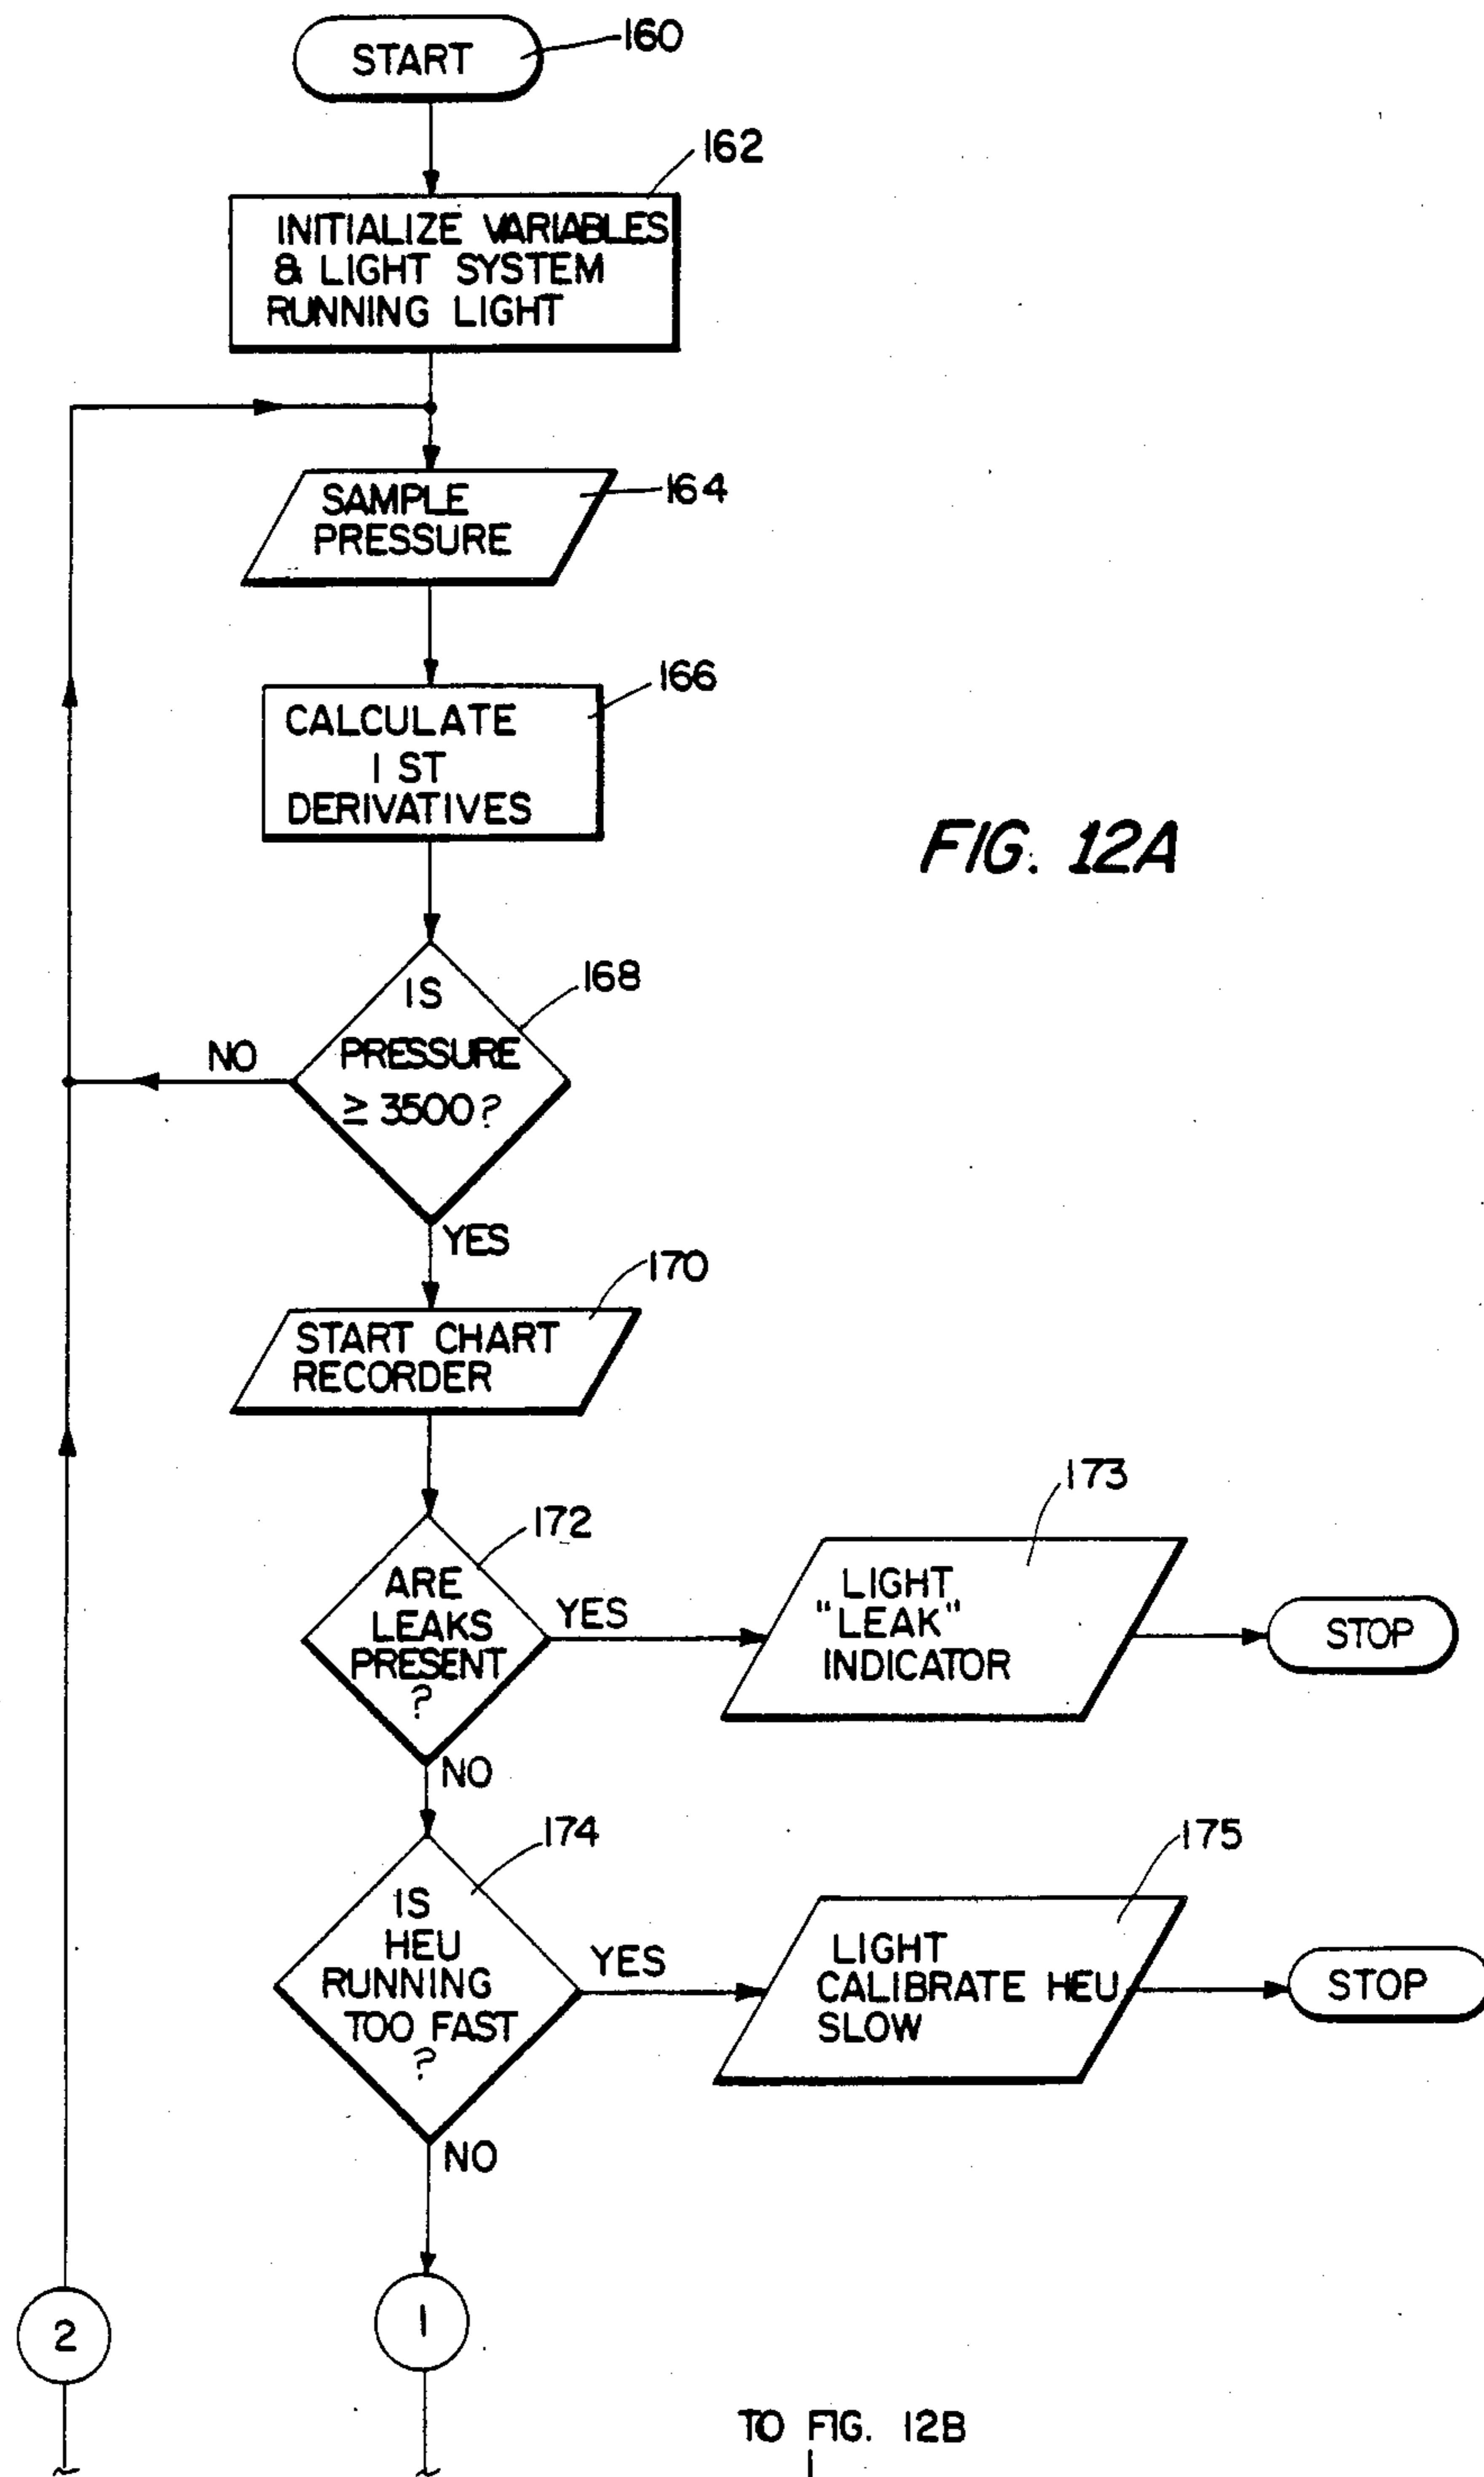 START
160
162
INITIALIZE VARIABLES
& LIGHT SYSTEM
RUNNING LIGHT
SAMPLE
PRESSURE
164
166
CALCULATE
1 ST
DERIVATIVES
FIG. 12A
168
IS
PRESSURE
≥ 3500?
NO
YES
170
START CHART
RECORDER
172
ARE
LEAKS
PRESENT
?
YES
173
LIGHT
"LEAK"
INDICATOR
STOP
NO
174
IS
HEU
RUNNING
TOO FAST
?
YES
175
LIGHT
CALIBRATE HEU
SLOW
STOP
NO
2
1
TO FIG. 12B